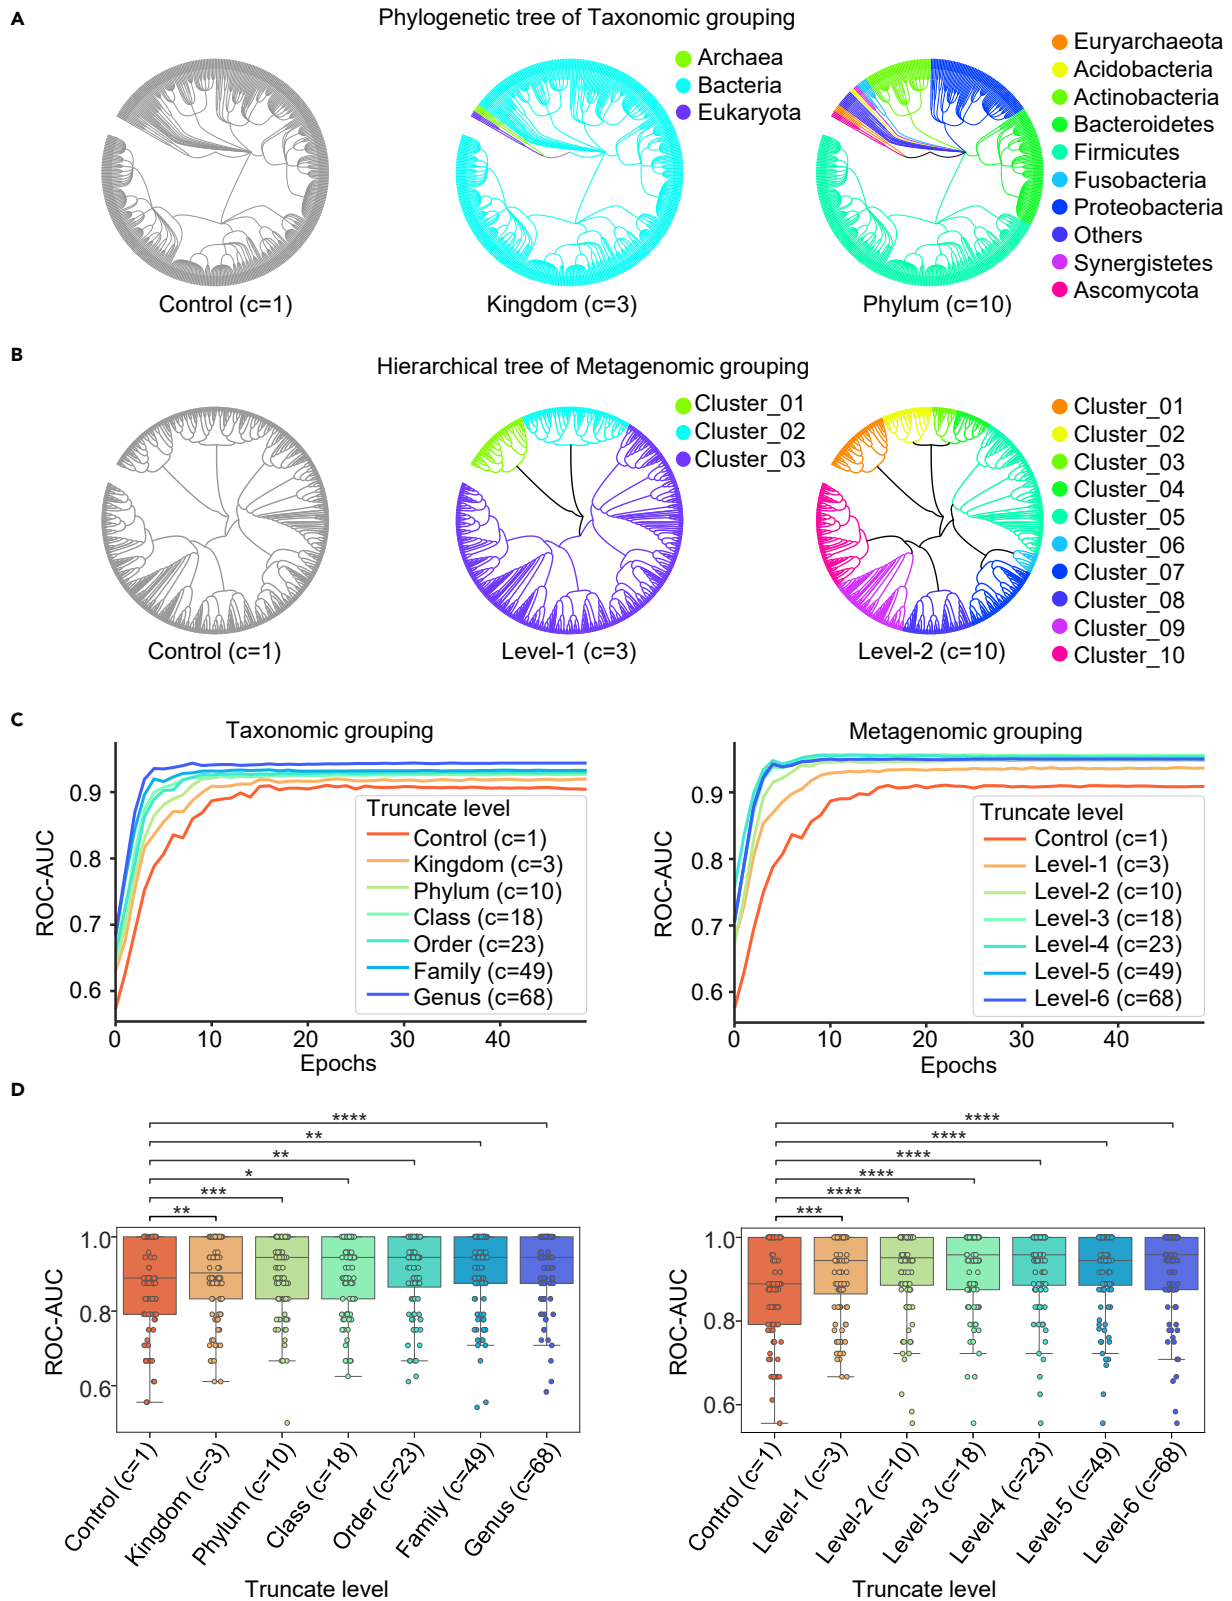 A
Phylogenetic tree of Taxonomic grouping
Archaea
Bacteria
Eukaryota
Euryarchaeota
Acidobacteria
Actinobacteria
Bacteroidetes
Firmicutes
Fusobacteria
Proteobacteria
Others
Synergistetes
Ascomycota
Control (c=1)
Kingdom (c=3)
Phylum (c=10)
B
Hierarchical tree of Metagenomic grouping
Cluster_01
Cluster_02
Cluster_03
Cluster_01
Cluster_02
Cluster_03
Cluster_04
Cluster_05
Cluster_06
Cluster_07
Cluster_08
Cluster_09
Cluster_10
Control (c=1)
Level-1 (c=3)
Level-2 (c=10)
C
Taxonomic grouping
ROC-AUC
0.9
0.8
0.7
0.6
Truncate level
Control (c=1)
Kingdom (c=3)
Phylum (c=10)
Class (c=18)
Order (c=23)
Family (c=49)
Genus (c=68)
0 10 20 30 40
Epochs
Metagenomic grouping
ROC-AUC
0.9
0.8
0.7
0.6
Truncate level
Control (c=1)
Level-1 (c=3)
Level-2 (c=10)
Level-3 (c=18)
Level-4 (c=23)
Level-5 (c=49)
Level-6 (c=68)
0 10 20 30 40
Epochs
D
****
**
**
*
***
**
ROC-AUC
1.0
0.8
0.6
Control (c=1)
Kingdom (c=3)
Phylum (c=10)
Class (c=18)
Order (c=23)
Family (c=49)
Genus (c=68)
Truncate level
****
****
****
****
****
***
ROC-AUC
1.0
0.8
0.6
Control (c=1)
Level-1 (c=3)
Level-2 (c=10)
Level-3 (c=18)
Level-4 (c=23)
Level-5 (c=49)
Level-6 (c=68)
Truncate level